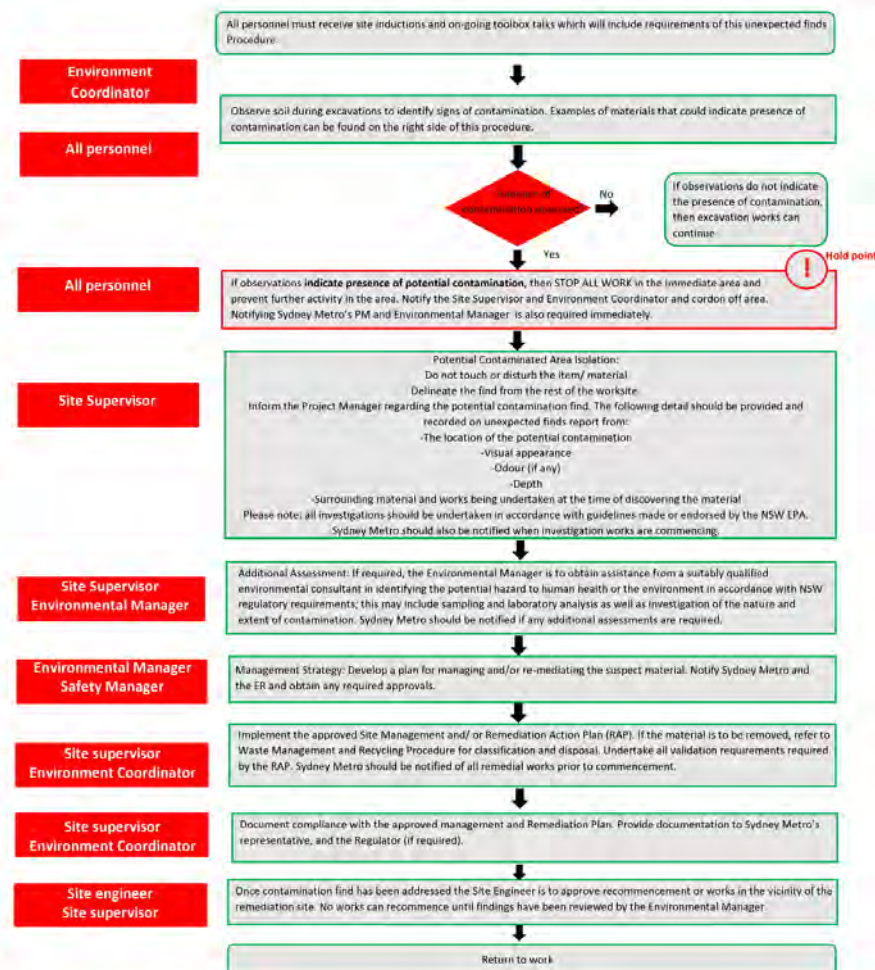 All personnel must receive site inductions and on-going toolbox talks which will include requirements of this unexpected finds
Procedure.
Environment
Coordinator
Observe soil during excavations to identify signs of contamination. Examples of materials that could indicate presence of
contamination can be found on the right side of this procedure.
All personnel
contamination observed?
No
If observations do not indicate
the presence of contamination,
then excavation works can
continue
Yes
Hold point
!
All personnel
If observations indicate presence of potential contamination, then STOP ALL WORK in the immediate area and
prevent further activity in the area. Notify the Site Supervisor and Environment Coordinator and cordon off area.
Notifying Sydney Metro's PM and Environmental Manager is also required immediately.
Site Supervisor
Potential Contaminated Area Isolation:
Do not touch or disturb the item/ material
Delineate the find from the rest of the worksite
Inform the Project Manager regarding the potential contamination find. The following detail should be provided and
recorded on unexpected finds report from:
-The location of the potential contamination
-Visual appearance
-Odour (if any)
-Depth
-Surrounding material and works being undertaken at the time of discovering the material
Please note: all investigations should be undertaken in accordance with guidelines made or endorsed by the NSW EPA.
Sydney Metro should also be notified when investigation works are commencing.
Site Supervisor
Environmental Manager
Additional Assessment: If required, the Environmental Manager is to obtain assistance from a suitably qualified
environmental consultant in identifying the potential hazard to human health or the environment in accordance with NSW
regulatory requirements; this may include sampling and laboratory analysis as well as investigation of the nature and
extent of contamination. Sydney Metro should be notified if any additional assessments are required.
Environmental Manager
Safety Manager
Management Strategy: Develop a plan for managing and/or re-mediating the suspect material. Notify Sydney Metro and
the ER and obtain any required approvals.
Site supervisor
Environment Coordinator
Implement the approved Site Management and/ or Remediation Action Plan (RAP). If the material is to be removed, refer to
Waste Management and Recycling Procedure for classification and disposal. Undertake all validation requirements required
by the RAP. Sydney Metro should be notified of all remedial works prior to commencement.
Site supervisor
Environment Coordinator
Document compliance with the approved management and Remediation Plan. Provide documentation to Sydney Metro's
representative, and the Regulator (if required).
Site engineer
Site supervisor
Once contamination find has been addressed the Site Engineer is to approve recommencement or works in the vicinity of the
remediation site. No works can recommence until findings have been reviewed by the Environmental Manager
Return to work